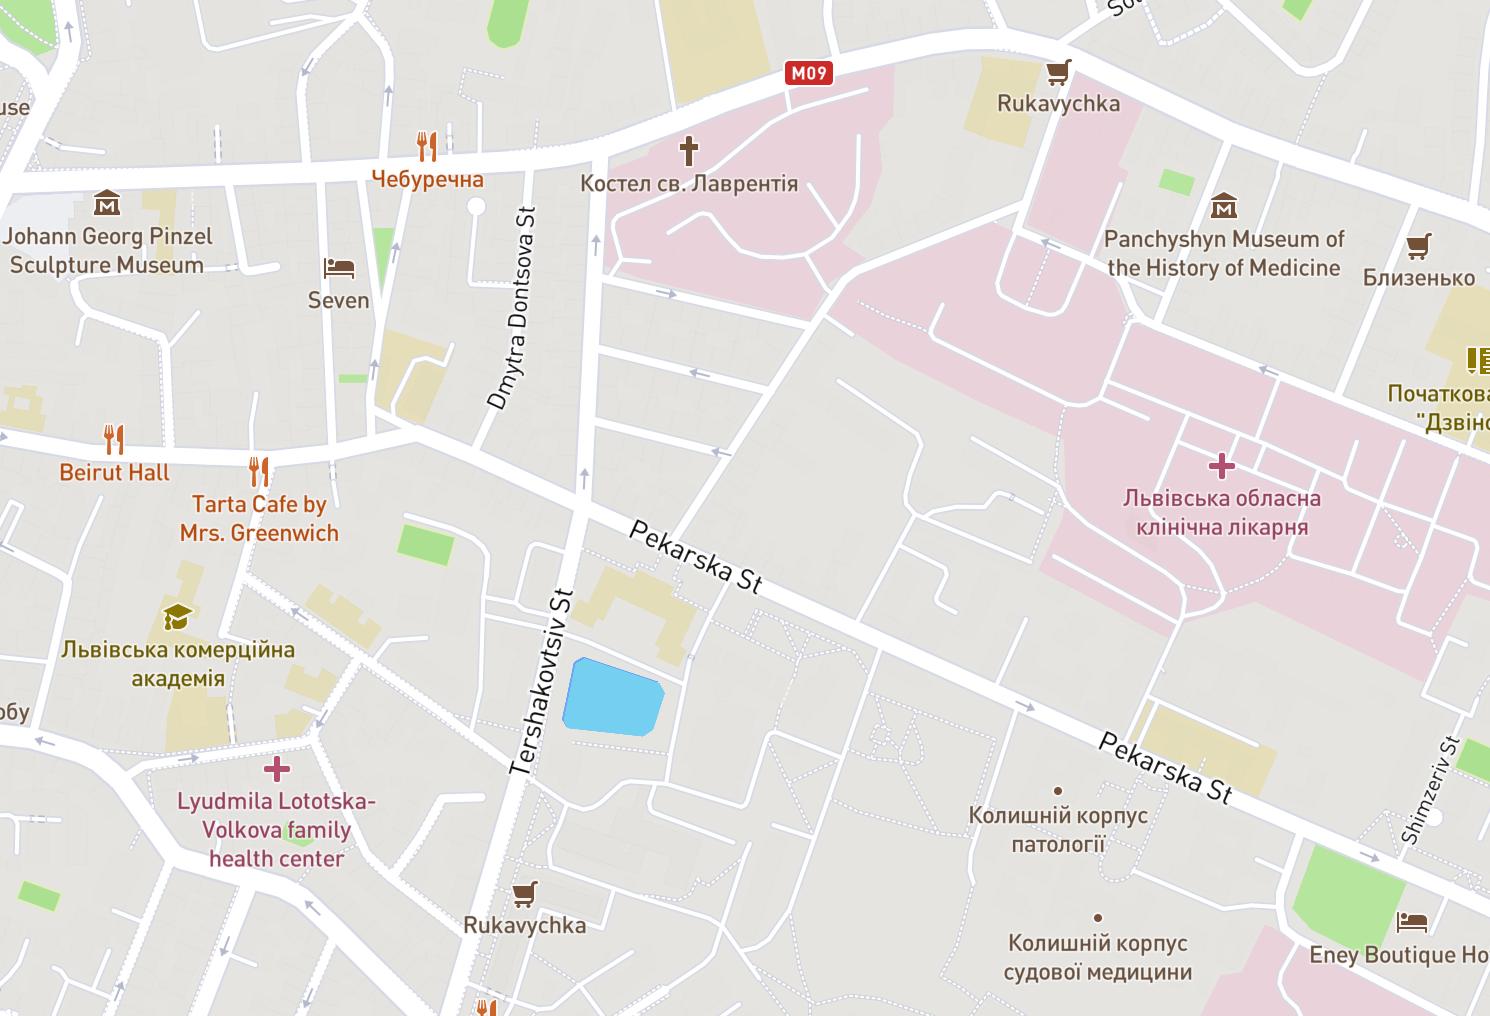 M09
Rukavychka
use
Чебуречна
Костел св. Лаврентія
Johann Georg Pinzel
Sculpture Museum
Dmytra Dontsova St
Panchyshyn Museum of
the History of Medicine
Близенько
Seven
Beirut Hall
Tarta Cafe by
Mrs. Greenwich
Львівська обласна
клінічна лікарня
Pekarska St
Tershakovtsiv St
Львівська комерційна
академія
Pekarska St
Shimzeriv St
Lyudmila Lototska-
Volkova family
health center
Колишній корпус
патології
Rukavychka
Колишній корпус
судової медицини
Eney Boutique Ho